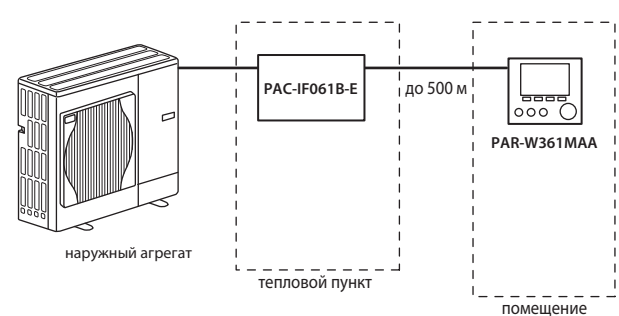 PAC-IF061B-E
до 500 м
PAR-W361MAA
наружный агрегат
тепловой пункт
помещение